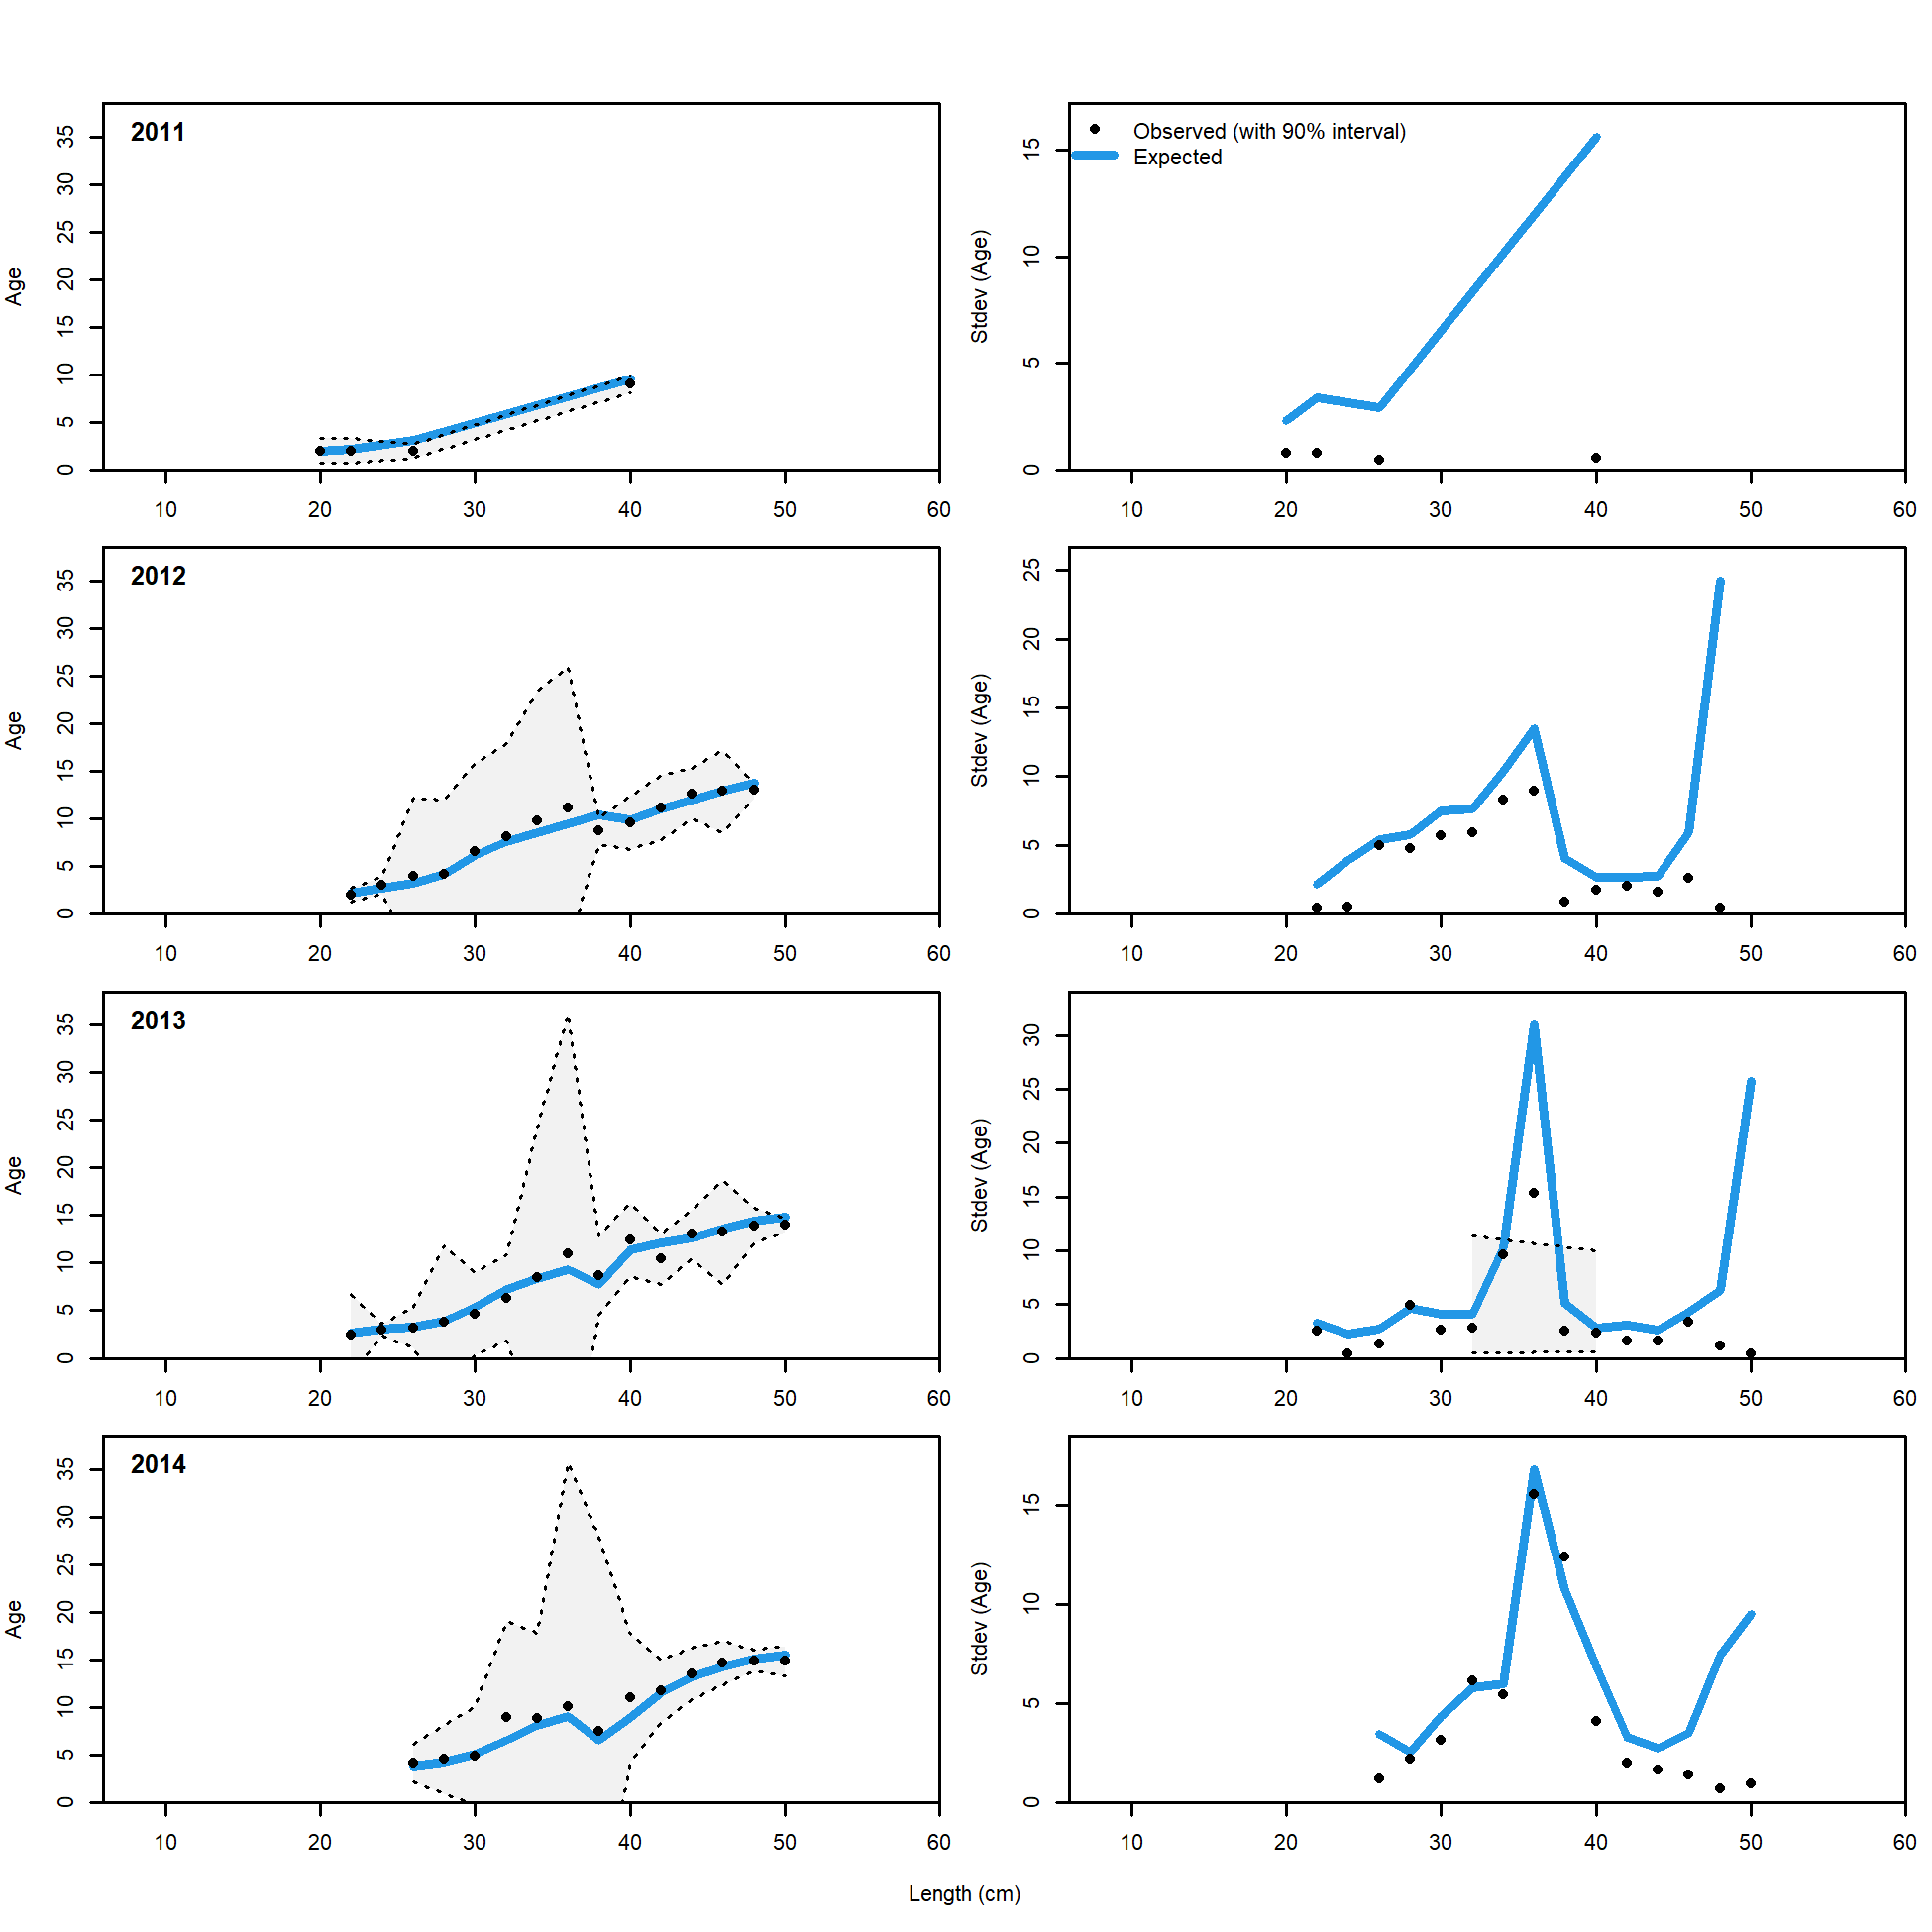 2011
Age
0 5 10 15 20 25 30 35
10 20 30 40 50 60
Observed (with 90% interval)
Expected
Stdev (Age)
0 5 10 15
10 20 30 40 50 60
2012
Age
0 5 10 15 20 25 30 35
10 20 30 40 50 60
Stdev (Age)
0 5 10 15 20 25
10 20 30 40 50 60
2013
Age
0 5 10 15 20 25 30 35
10 20 30 40 50 60
Stdev (Age)
0 5 10 15 20 25 30
10 20 30 40 50 60
2014
Age
0 5 10 15 20 25 30 35
10 20 30 40 50 60
Stdev (Age)
0 5 10 15
10 20 30 40 50 60
Length (cm)